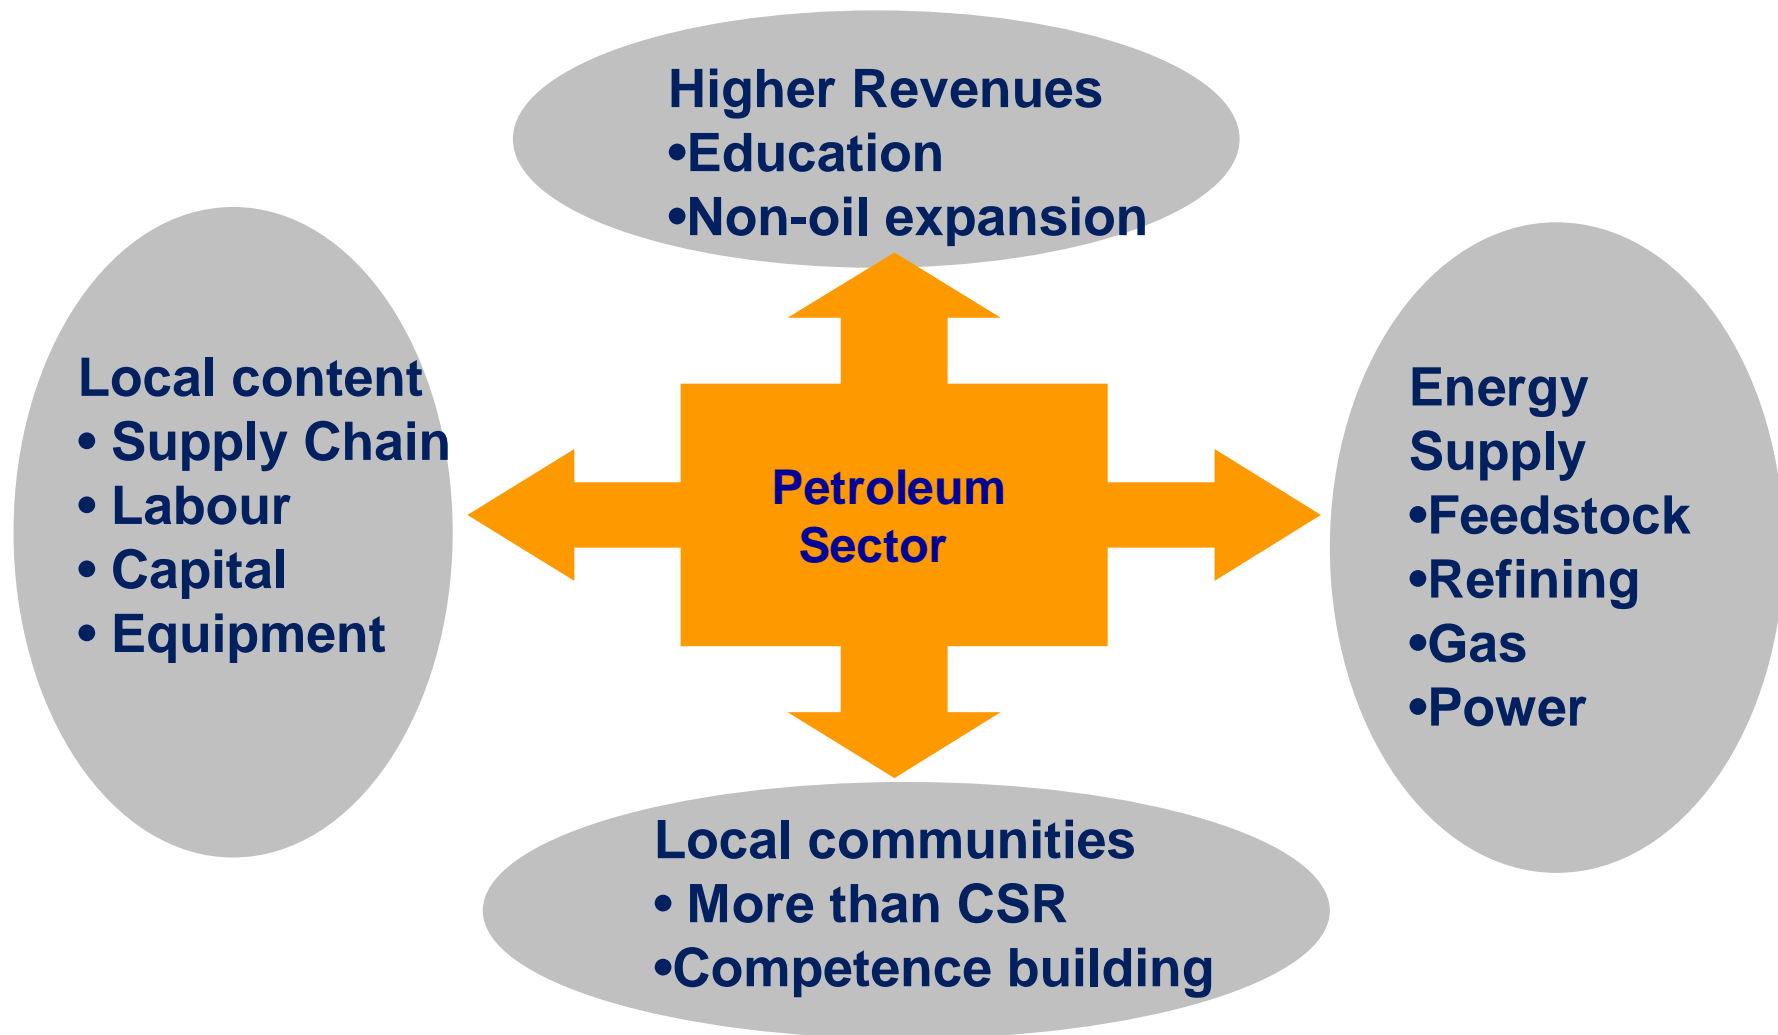 Higher Revenues
•Education
•Non-oil expansion
Local content
• Supply Chain
• Labour
• Capital
• Equipment
Petroleum
Sector
Energy
Supply
•Feedstock
•Refining
•Gas
•Power
Local communities
• More than CSR
•Competence building